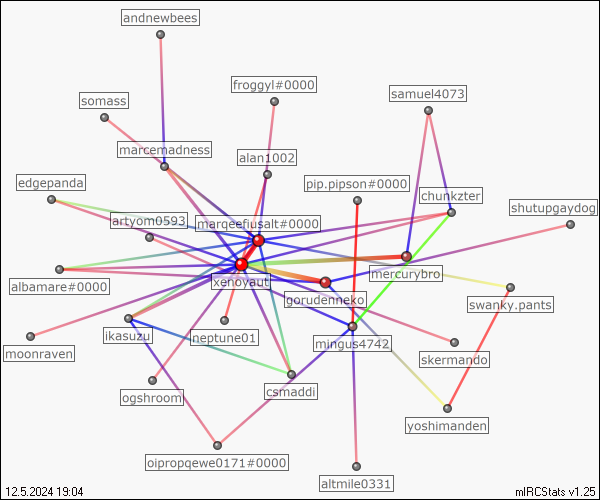 andnewbees
froggyl#0000
samuel4073
somass
marcemadness
alan1002
edgepanda
pip.pipson#0000
chunkzter
artyom0593
marqeefiusalt#0000
shutupgaydog
mercurybro
albamare#0000
xenoyaut
gorudenneko
swanky.pants
moonraven
ikasuzu
neptune01
mingus4742
skermando
ogshroom
csmaddi
yoshimanden
oipropqewe0171#0000
altmile0331
12.5.2024 19:04
mIRCStats v1.25